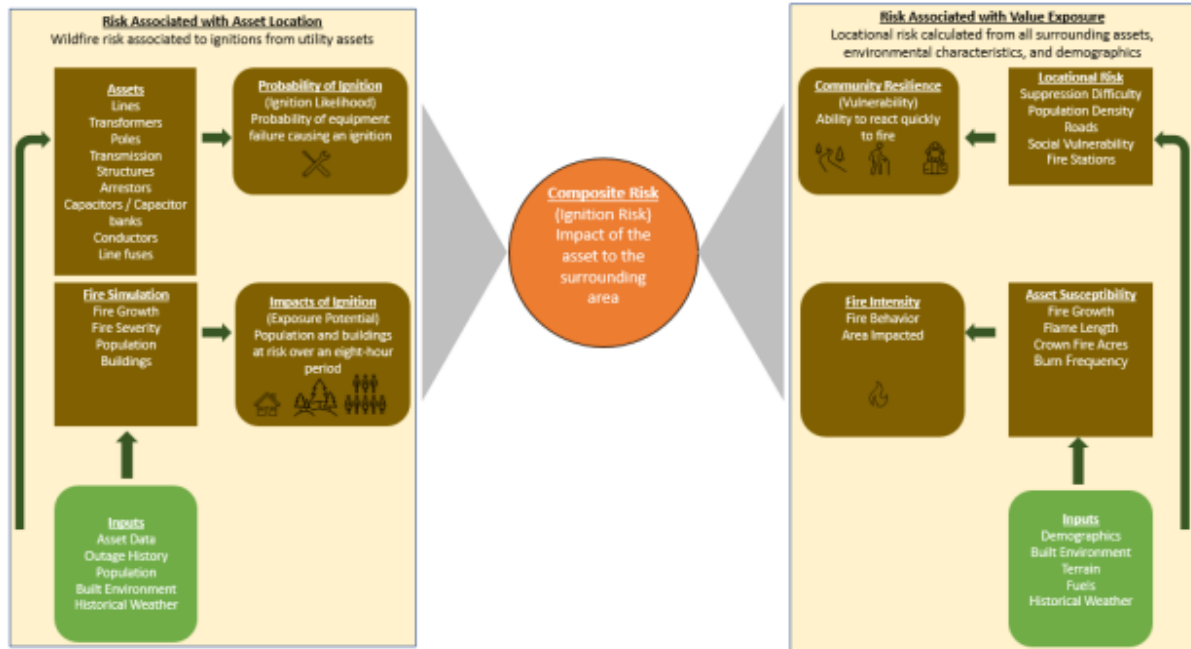 Risk Associated with Asset Location
Wildfire risk associated to ignitions from utility assets
Assets
Lines
Transformers
Poles
Transmission
Structures
Arrestors
Capacitors / Capacitor
banks
Conductors
Line fuses
Probability of Ignition
(Ignition Likelihood)
Probability of equipment
failure causing an ignition
Fire Simulation
Fire Growth
Fire Severity
Population
Buildings
Impacts of Ignition
(Exposure Potential)
Population and buildings
at risk over an eight-hour
period
Inputs
Asset Data
Outage History
Population
Built Environment
Historical Weather
Composite Risk
(Ignition Risk)
Impact of the
asset to the
surrounding
area
Risk Associated with Value Exposure
Locational risk calculated from all surrounding assets,
environmental characteristics, and demographics
Community Resilience
(Vulnerability)
Ability to react quickly
to fire
Locational Risk
Suppression Difficulty
Population Density
Roads
Social Vulnerability
Fire Stations
Fire Intensity
Fire Behavior
Area Impacted
Asset Susceptibility
Fire Growth
Flame Length
Crown Fire Acres
Burn Frequency
Inputs
Demographics
Built Environment
Terrain
Fuels
Historical Weather